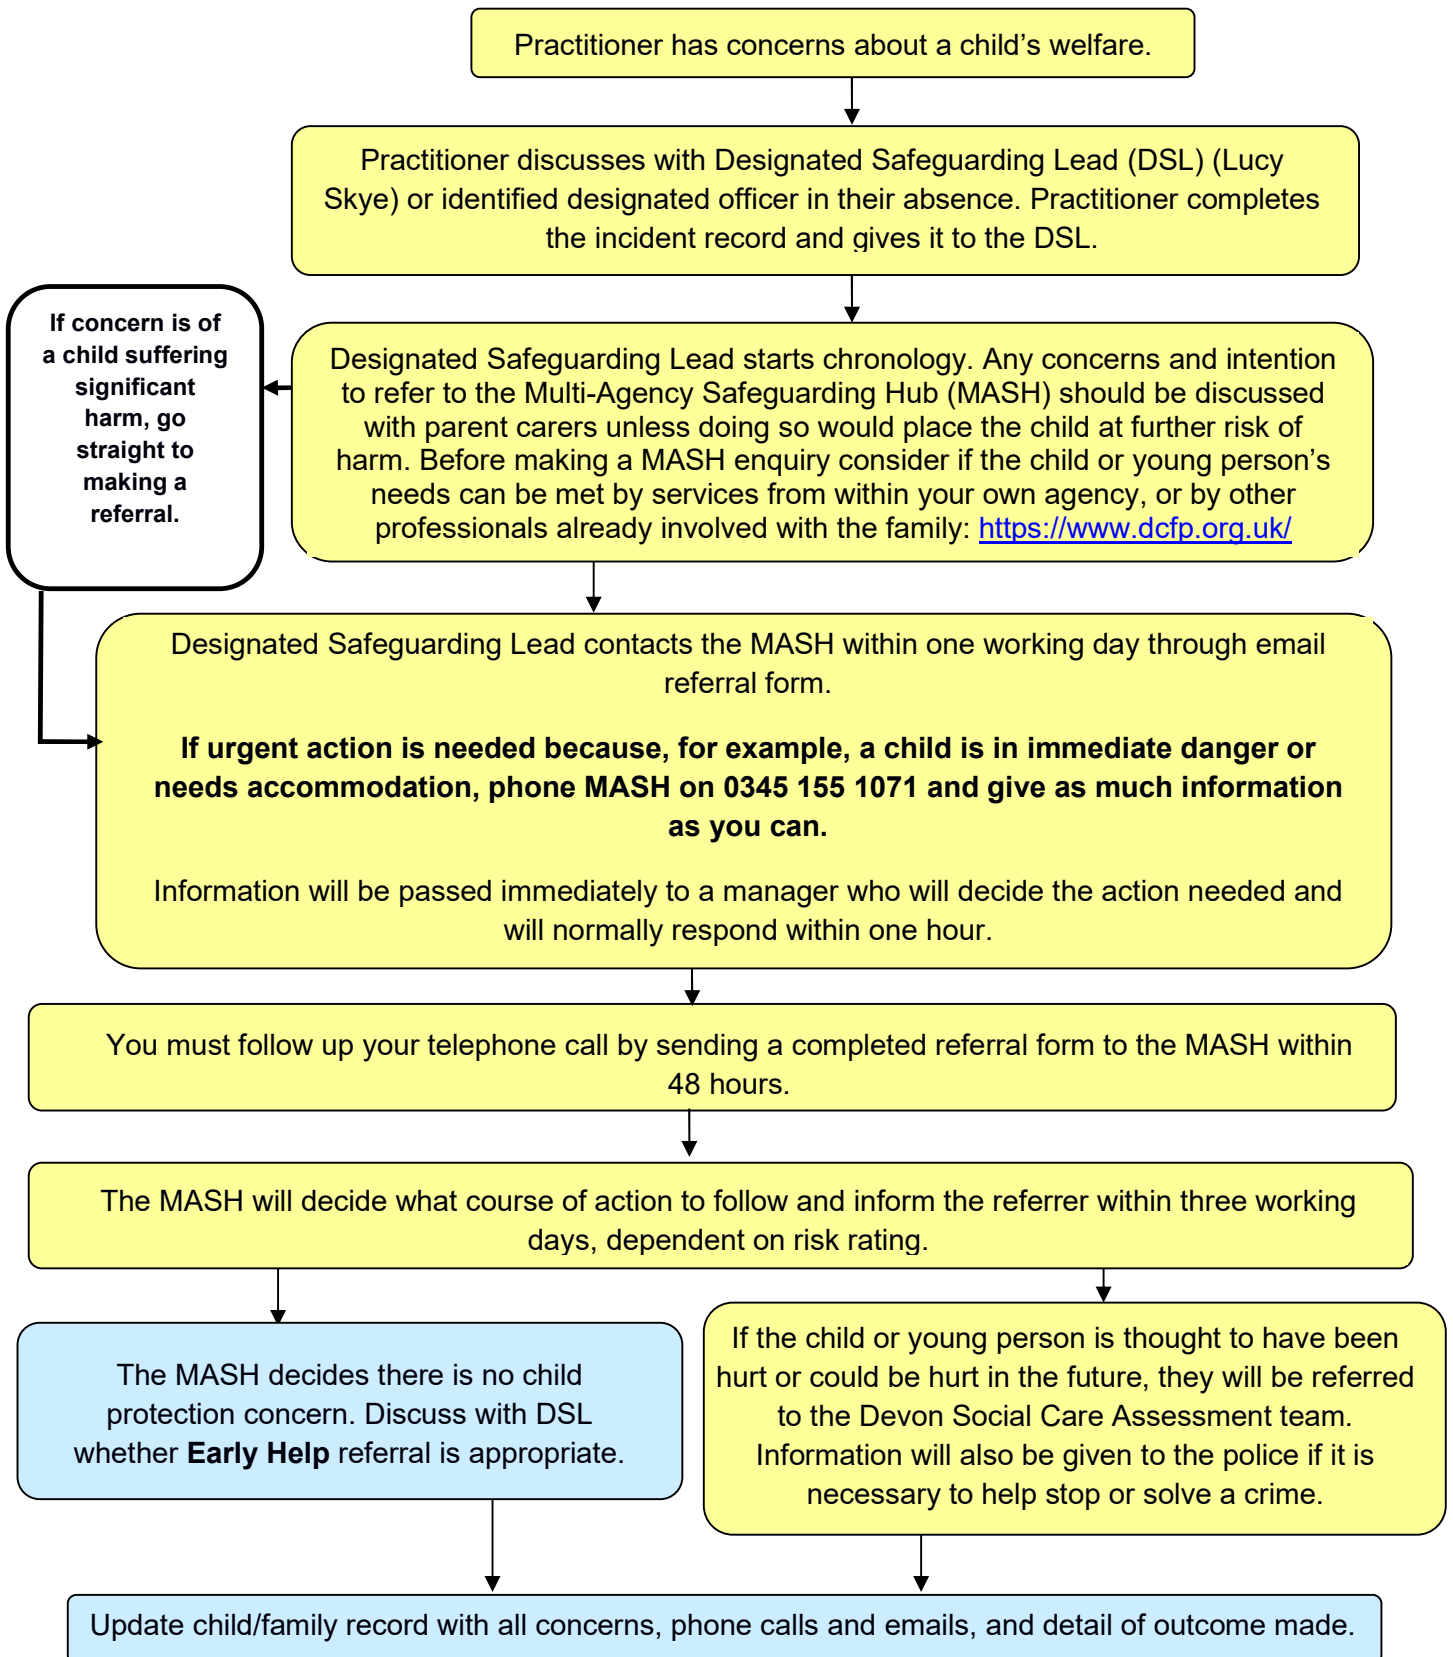 Practitioner has concerns about a child's welfare.
Practitioner discusses with Designated Safeguarding Lead (DSL) (Lucy
Skye) or identified designated officer in their absence. Practitioner completes
the incident record and gives it to the DSL.
If concern is of
a child suffering
significant
harm, go
straight to
making a
referral.
Designated Safeguarding Lead starts chronology. Any concerns and intention
to refer to the Multi-Agency Safeguarding Hub (MASH) should be discussed
with parent carers unless doing so would place the child at further risk of
harm. Before making a MASH enquiry consider if the child or young person's
needs can be met by services from within your own agency, or by other
professionals already involved with the family: https://www.dcfp.org.uk/
Designated Safeguarding Lead contacts the MASH within one working day through email
referral form.
If urgent action is needed because, for example, a child is in immediate danger or
needs accommodation, phone MASH on 0345 155 1071 and give as much information
as you can.
Information will be passed immediately to a manager who will decide the action needed and
will normally respond within one hour.
You must follow up your telephone call by sending a completed referral form to the MASH within
48 hours.
The MASH will decide what course of action to follow and inform the referrer within three working
days, dependent on risk rating.
The MASH decides there is no child
protection concern. Discuss with DSL
whether Early Help referral is appropriate.
If the child or young person is thought to have been
hurt or could be hurt in the future, they will be referred
to the Devon Social Care Assessment team.
Information will also be given to the police if it is
necessary to help stop or solve a crime.
Update child/family record with all concerns, phone calls and emails, and detail of outcome made.